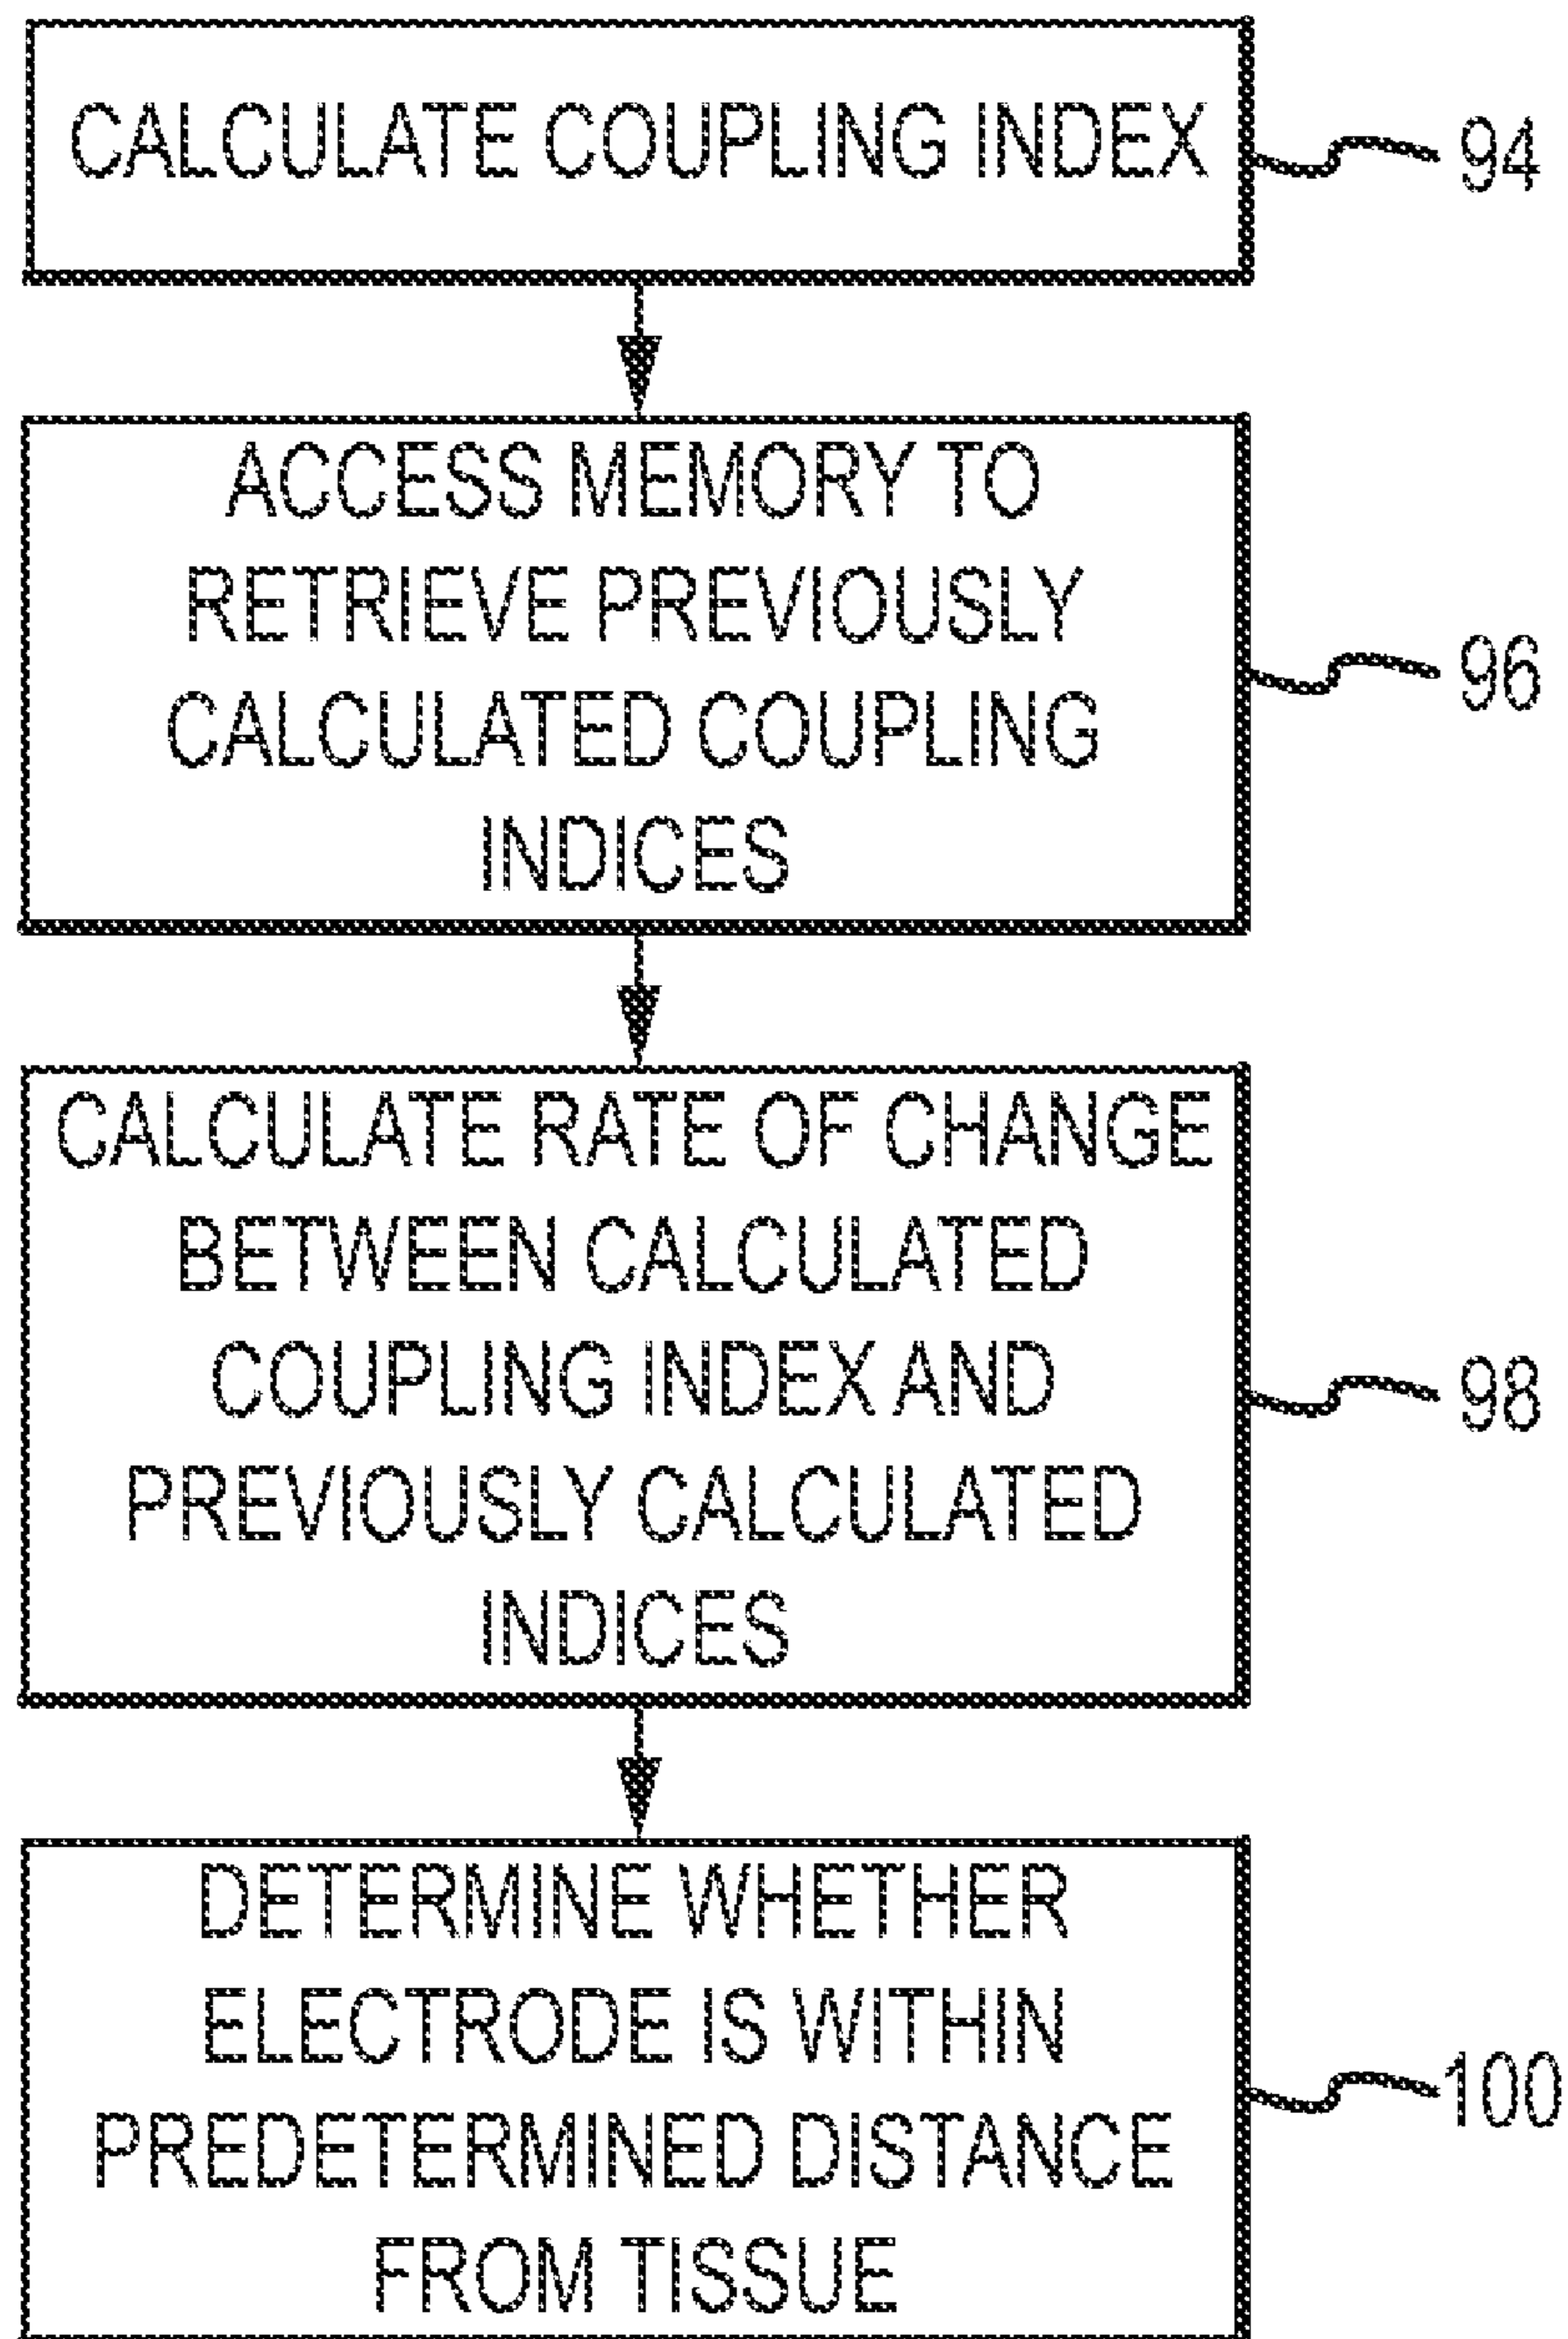 CALCULATE COUPLING INDEX
94
ACCESS MEMORY TO
RETRIEVE PREVIOUSLY
CALCULATED COUPLING
INDICES
96
CALCULATE RATE OF CHANGE
BETWEEN CALCULATED
COUPLING INDEX AND
PREVIOUSLY CALCULATED
INDICES
98
DETERMINE WHETHER
ELECTRODE IS WITHIN
PREDETERMINED DISTANCE
FROM TISSUE
100